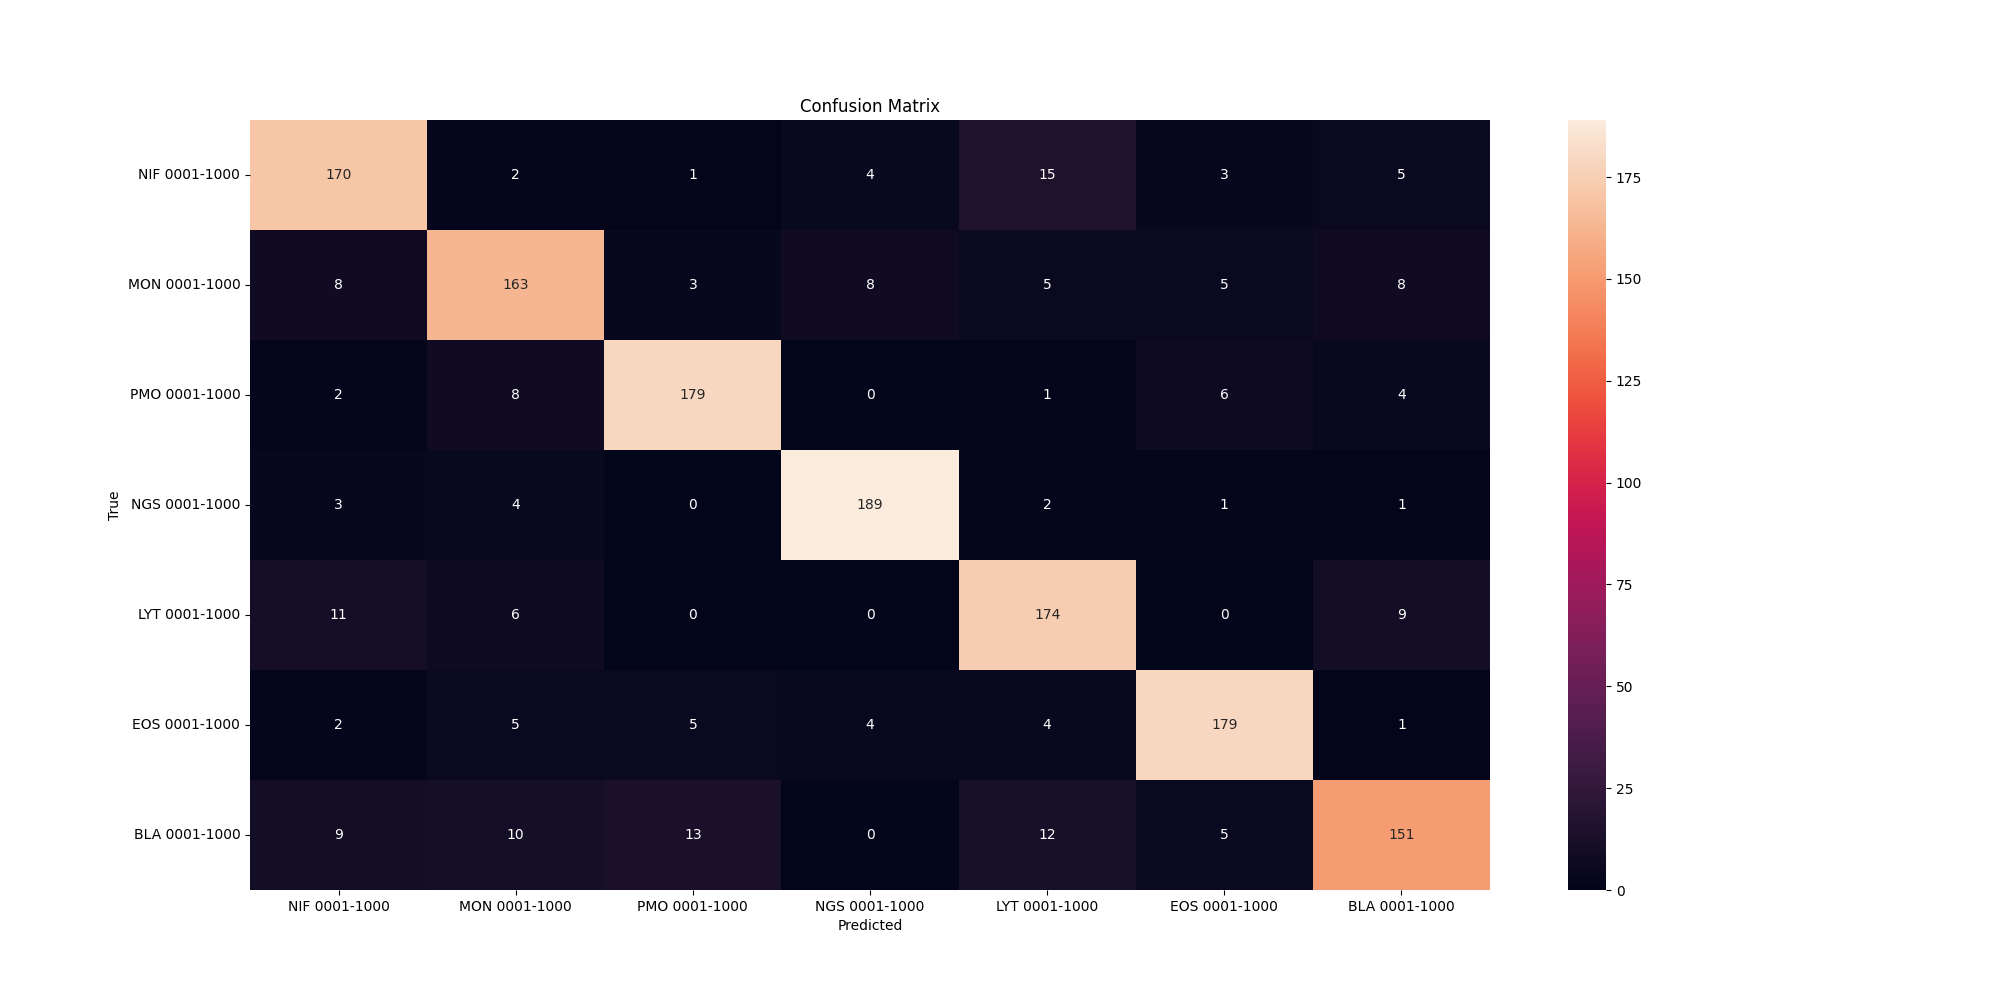 Confusion Matrix
NIF 0001-1000 170 2 1 4 15 3 5
MON 0001-1000 8 163 3 8 5 5 8
PMO 0001-1000 2 8 179 0 1 6 4
NGS 0001-1000 3 4 0 189 2 1 1
LYT 0001-1000 11 6 0 0 174 0 9
EOS 0001-1000 2 5 5 4 4 179 1
BLA 0001-1000 9 10 13 0 12 5 151
True
NIF 0001-1000 MON 0001-1000 PMO 0001-1000 NGS 0001-1000 LYT 0001-1000 EOS 0001-1000 BLA 0001-1000
Predicted
175
150
125
100
75
50
25
0